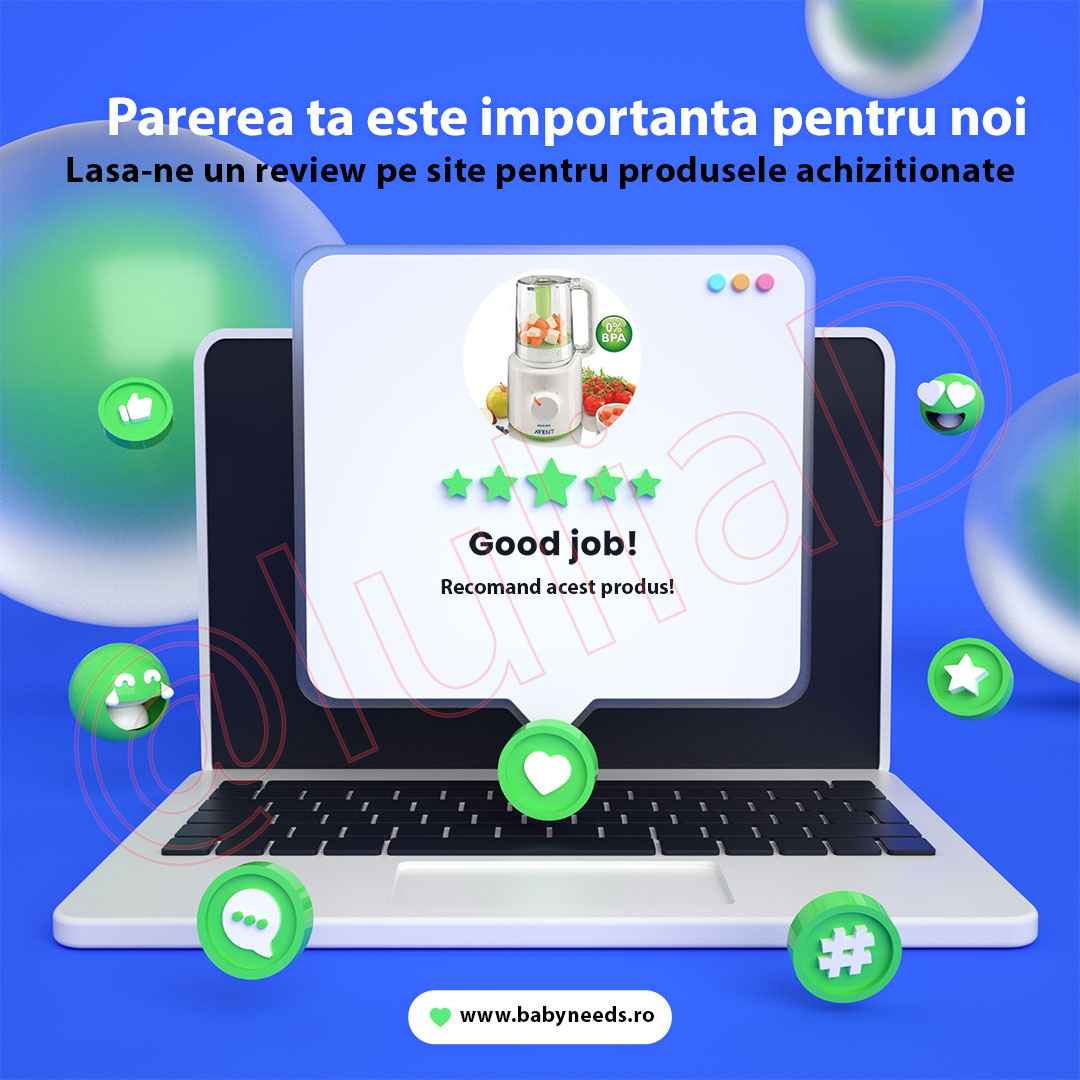 Parerea ta este importanta pentru noi
Lasa-ne un review pe site pentru produsele achizitionate
0%
BPA
PHILIPS
AVENT
Good job!
Recomand acest produs!
@IuliaD
#
www.babyneeds.ro